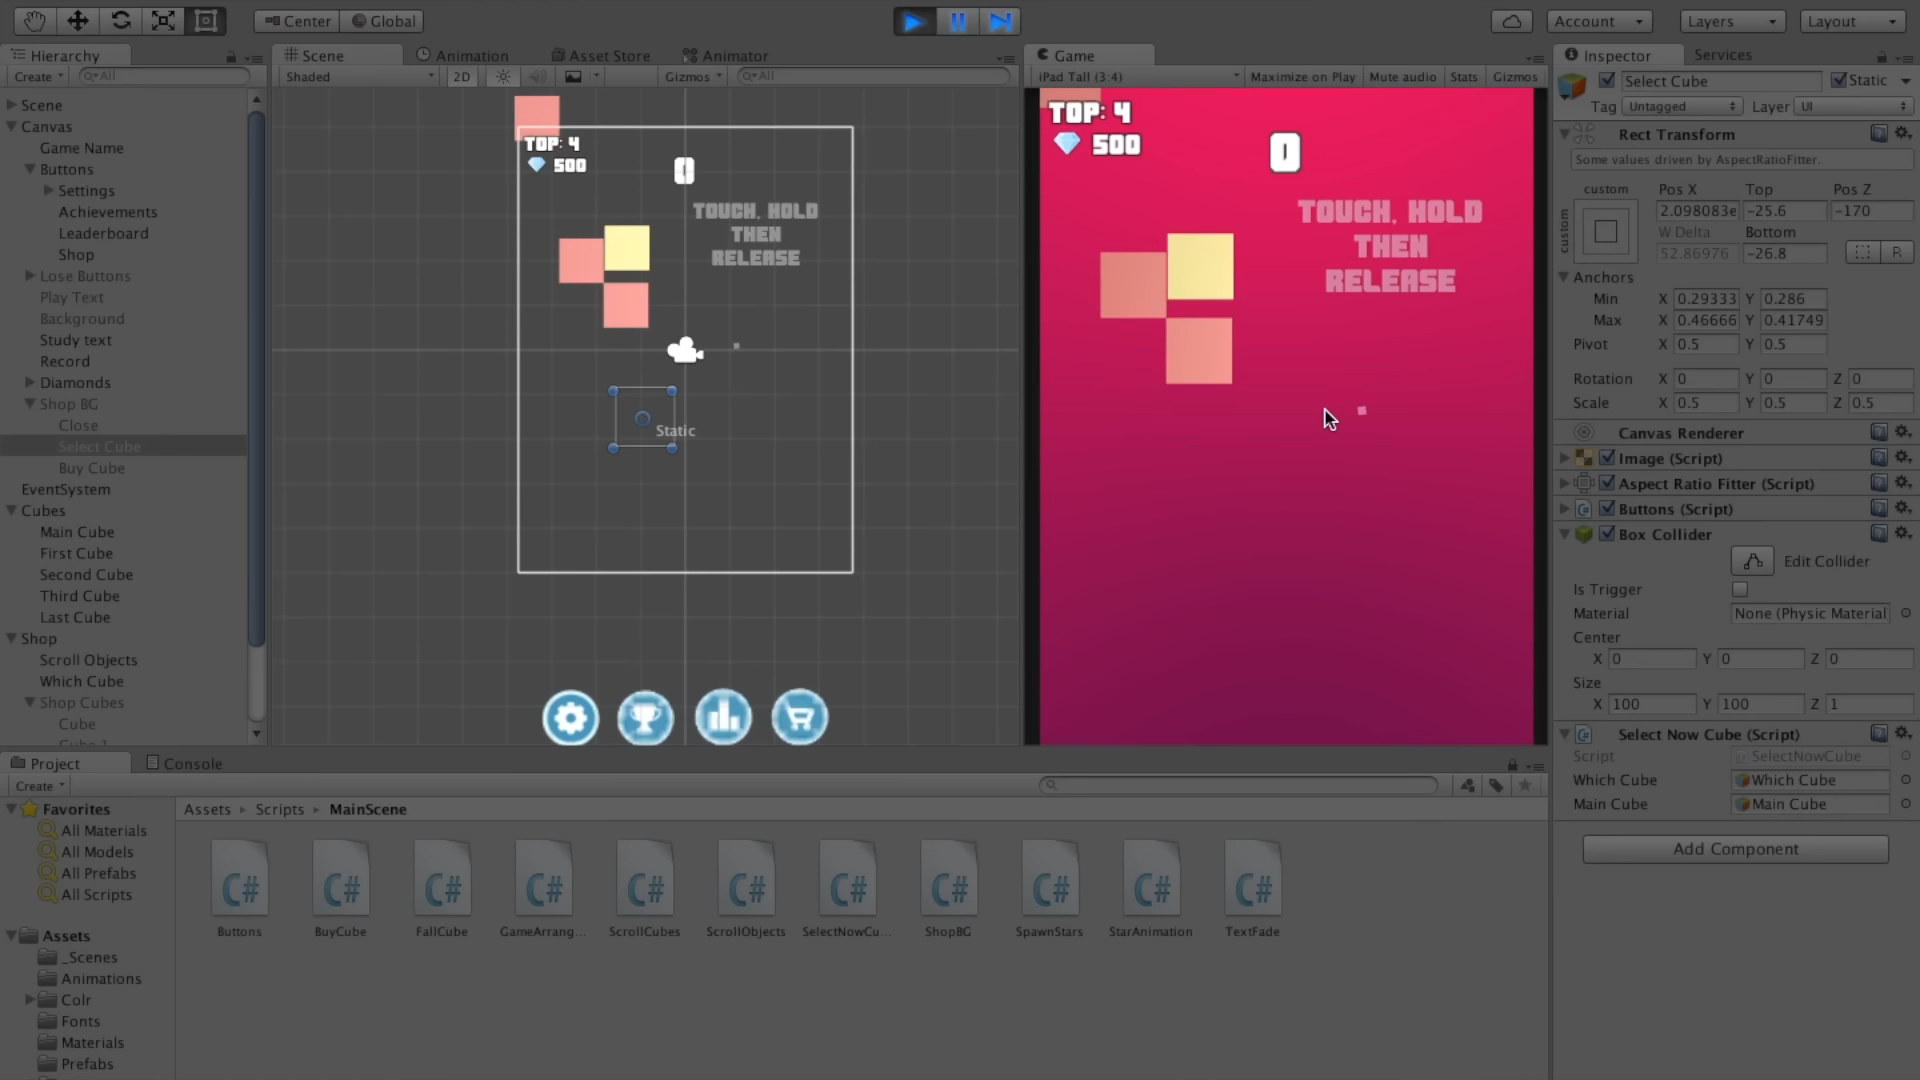 Center
Global
Account
Layers
Layout
Hierarchy
Create
All
Scene
Canvas
Game Name
Buttons
Settings
Achievements
Leaderboard
Shop
Lose Buttons
Play Text
Background
Study text
Record
Diamonds
Shop BG
Close
Select Cube
Buy Cube
EventSystem
Cubes
Main Cube
First Cube
Second Cube
Third Cube
Last Cube
Shop
Scroll Objects
Which Cube
Shop Cubes
Cube
Cube 1
Scene
Animation
Asset Store
Animator
Shaded
2D
Gizmos
All
TOP: 4
500
0
TOUCH, HOLD
THEN
RELEASE
Static
Game
iPad Tall (3:4)
Maximize on Play
Mute audio
Stats
Gizmos
TOP: 4
500
0
TOUCH, HOLD
THEN
RELEASE
Inspector
Services
Select Cube
Static
Tag
Untagged
Layer
UI
Rect Transform
Some values driven by AspectRatioFitter.
custom
Pos X
Top
Pos Z
custom
2.098083e
-25.6
-170
W Delta
Bottom
52.86976
-26.8
R
Anchors
Min
X 0.29333
Y 0.286
Max
X 0.46666
Y 0.41749
Pivot
X 0.5
Y 0.5
Rotation
X 0
Y 0
Z 0
Scale
X 0.5
Y 0.5
Z 0.5
Canvas Renderer
Image (Script)
Aspect Ratio Fitter (Script)
Buttons (Script)
Box Collider
Edit Collider
Is Trigger
Material
None (Physic Material
Center
X 0
Y 0
Z 0
Size
X 100
Y 100
Z 1
Select Now Cube (Script)
Script
SelectNowCube
Which Cube
Which Cube
Main Cube
Main Cube
Add Component
Project
Console
Create
Favorites
All Materials
All Models
All Prefabs
All Scripts
Assets
_Scenes
Animations
Colr
Fonts
Materials
Prefabs
Assets
Scripts
MainScene
C#
C#
C#
C#
C#
C#
C#
C#
C#
C#
C#
Buttons
BuyCube
FallCube
GameArrang...
ScrollCubes
ScrollObjects
SelectNowCu...
ShopBG
SpawnStars
StarAnimation
TextFade